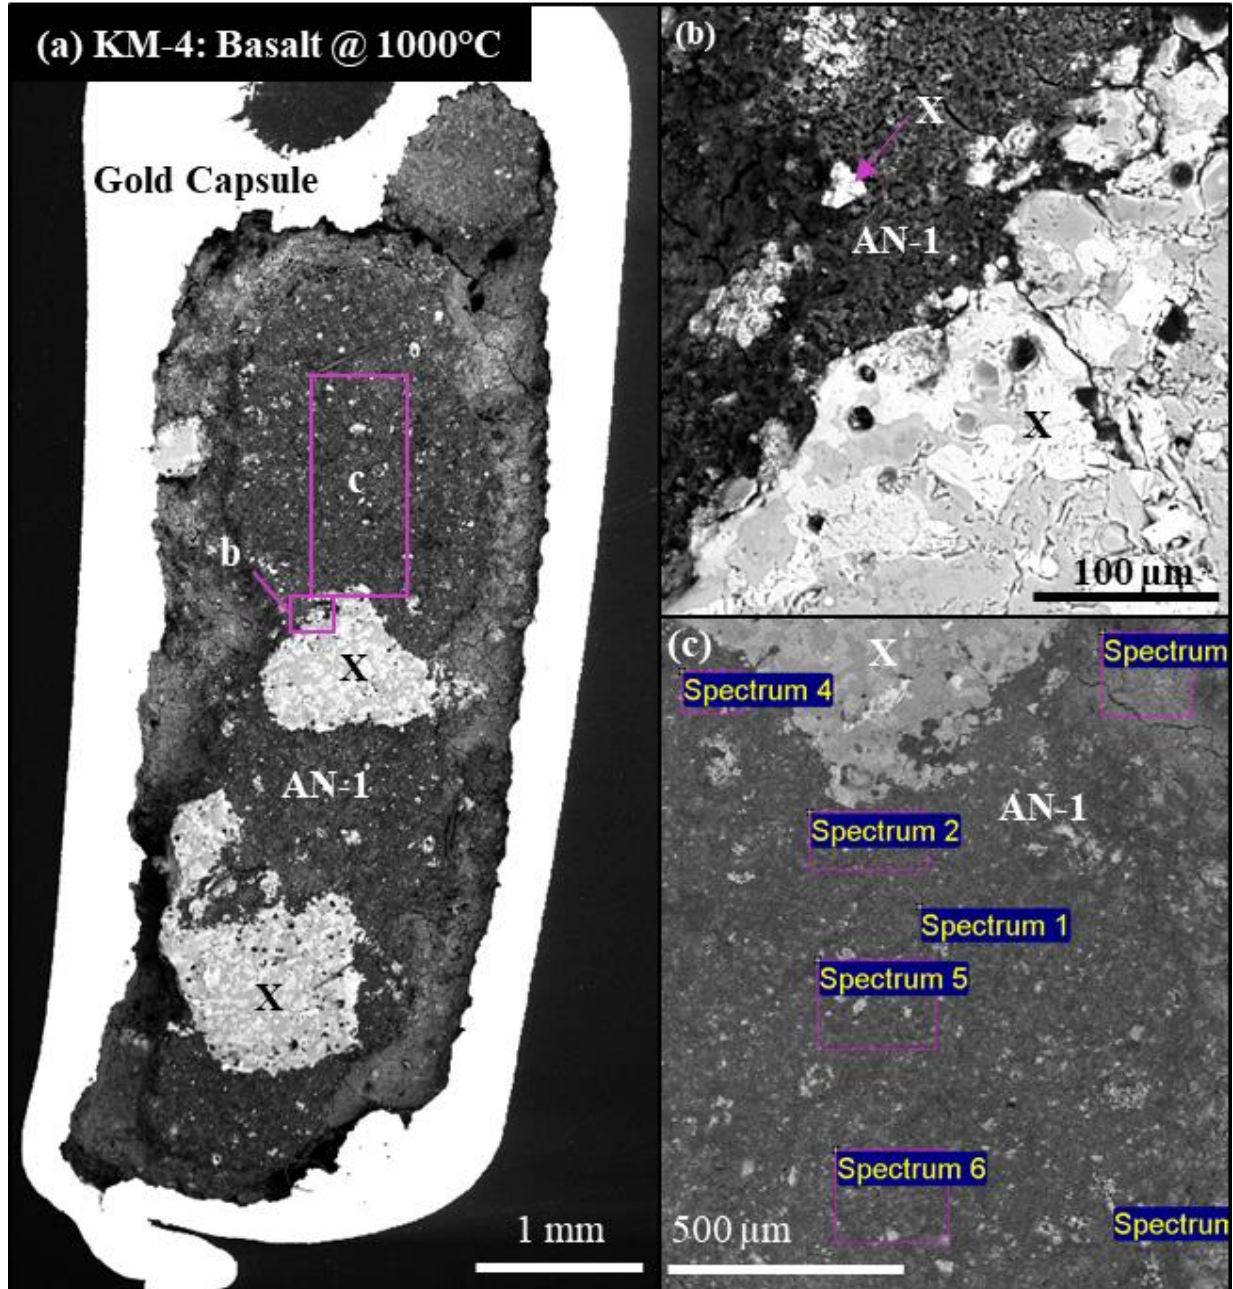 (a) KM-4: Basalt @ 1000°C
Gold Capsule
c
b
X
AN-1
X
1 mm
(b)
X
AN-1
X
100 µm
(c)
X
Spectrum
Spectrum 4
AN-1
Spectrum 2
Spectrum 1
Spectrum 5
Spectrum 6
Spectrum
500 µm